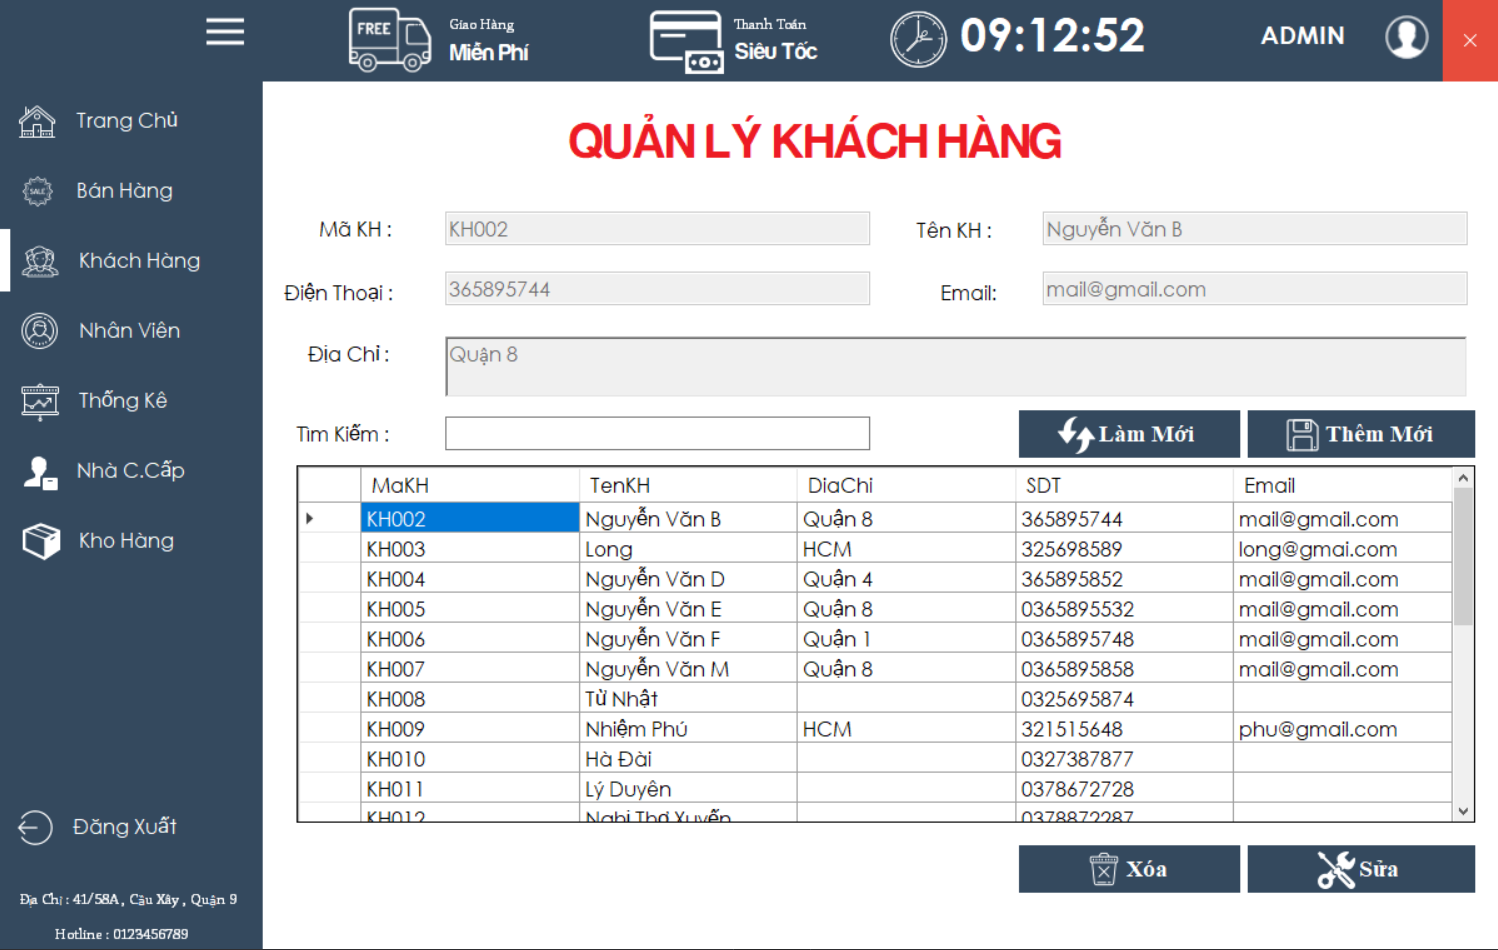 FREE
Giao Hàng
Miễn Phí
Thanh Toán
Siêu Tốc
09:12:52
ADMIN
Trang Chủ
SALE
Bán Hàng
Khách Hàng
Nhân Viên
Thống Kê
Nhà C.Cấp
Kho Hàng
Đăng Xuất
Địa Chị : 41/58A , Cậu Xây , Quận 9
Hotline : 0123456789
QUẢN LÝ KHÁCH HÀNG
Mã KH : KH002 Tên KH : Nguyễn Văn B
Điện Thoại : 365895744 Email: mail@gmail.com
Địa Chỉ : Quận 8
Tìm Kiếm :
Làm Mới
Thêm Mới
MaKH TenKH DiaChi SDT Email
KH002 Nguyễn Văn B Quận 8 365895744 mail@gmail.com
KH003 Long HCM 325698589 long@gmai.com
KH004 Nguyễn Văn D Quận 4 365895852 mail@gmail.com
KH005 Nguyễn Văn E Quận 8 0365895532 mail@gmail.com
KH006 Nguyễn Văn F Quận 1 0365895748 mail@gmail.com
KH007 Nguyễn Văn M Quận 8 0365895858 mail@gmail.com
KH008 Tử Nhật 0325695874
KH009 Nhiệm Phú HCM 321515648 phu@gmail.com
KH010 Hà Đài 0327387877
KH011 Lý Duyên 0378672728
KH012 0378872287
Xóa
Sửa